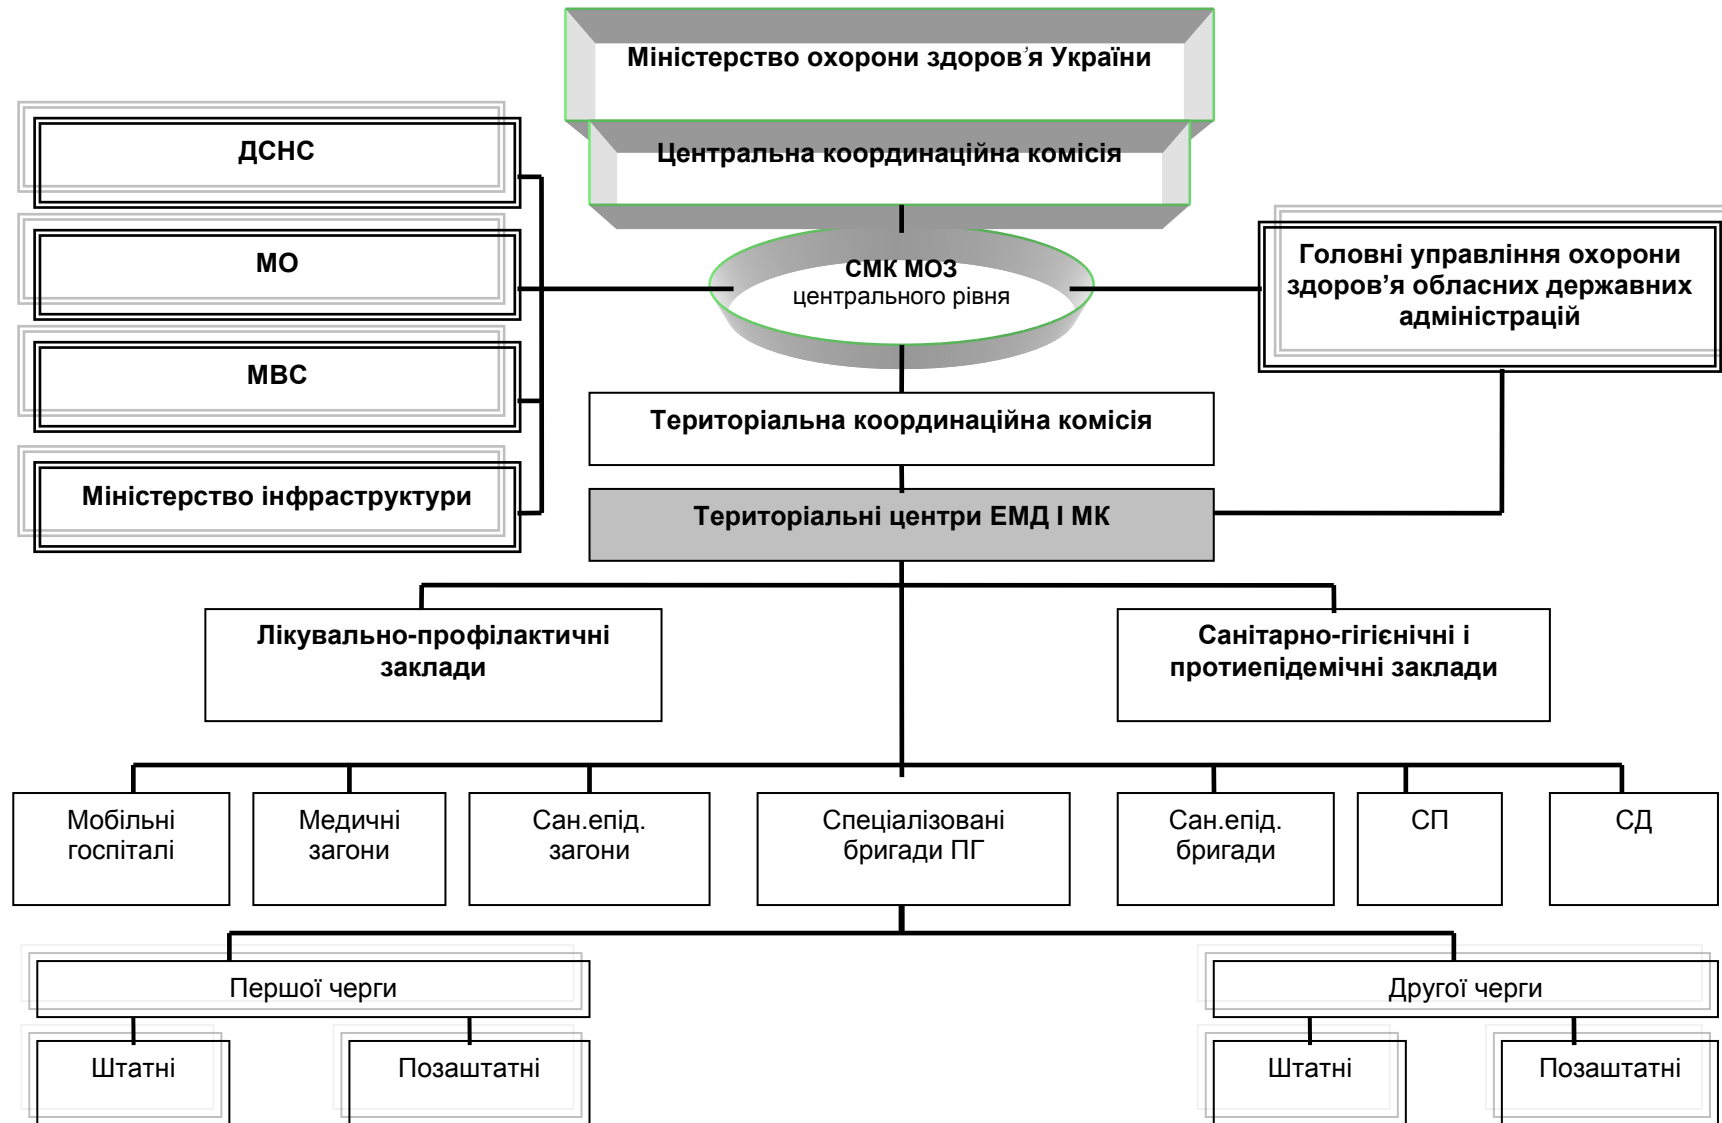 Міністерство охорони здоров’я України
Центральна координаційна комісія
ДСНС
МО
МВС
Міністерство інфраструктури
СМК МОЗ
центрального рівня
Головні управління охорони
здоров’я обласних державних
адміністрацій
Територіальна координаційна комісія
Територіальні центри ЕМД І МК
Лікувально-профілактичні
заклади
Санітарно-гігієнічні і
протиепідемічні заклади
Мобільні
госпіталі
Медичні
загони
Сан.епід.
загони
Спеціалізовані
бригади ПГ
Сан.епід.
бригади
СП
СД
Першої черги
Другої черги
Штатні
Позаштатні
Штатні
Позаштатні